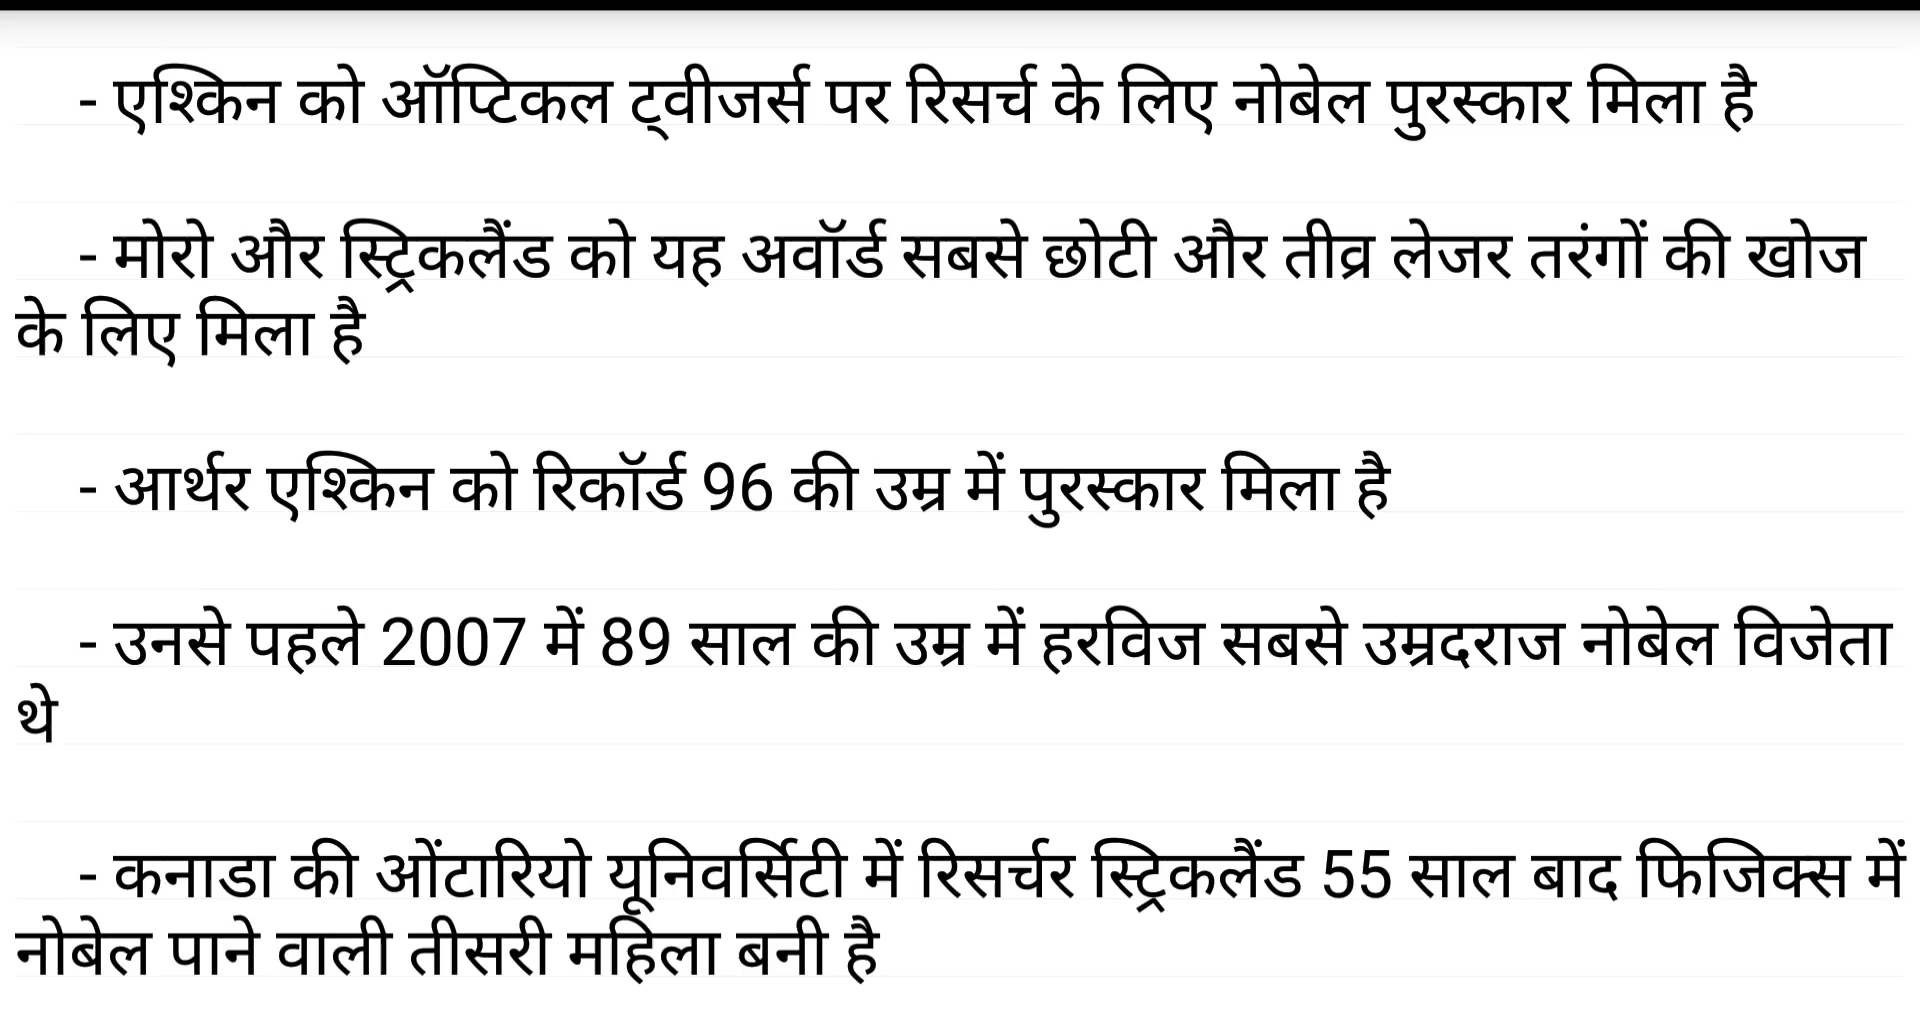 - एश्किन को ऑप्टिकल ट्वीजर्स पर रिसर्च के लिए नोबेल पुरस्कार मिला है
- मोरो और स्ट्रिकलैंड को यह अवॉर्ड सबसे छोटी और तीव्र लेजर तरंगों की खोज
के लिए मिला है
- आर्थर एश्किन को रिकॉर्ड 96 की उम्र में पुरस्कार मिला है
- उनसे पहले 2007 में 89 साल की उम्र में हरविज सबसे उम्रदराज नोबेल विजेता
थे
- कनाडा की ओंटारियो यूनिवर्सिटी में रिसर्चर स्ट्रिकलैंड 55 साल बाद फिजिक्स में
नोबेल पाने वाली तीसरी महिला बनी है